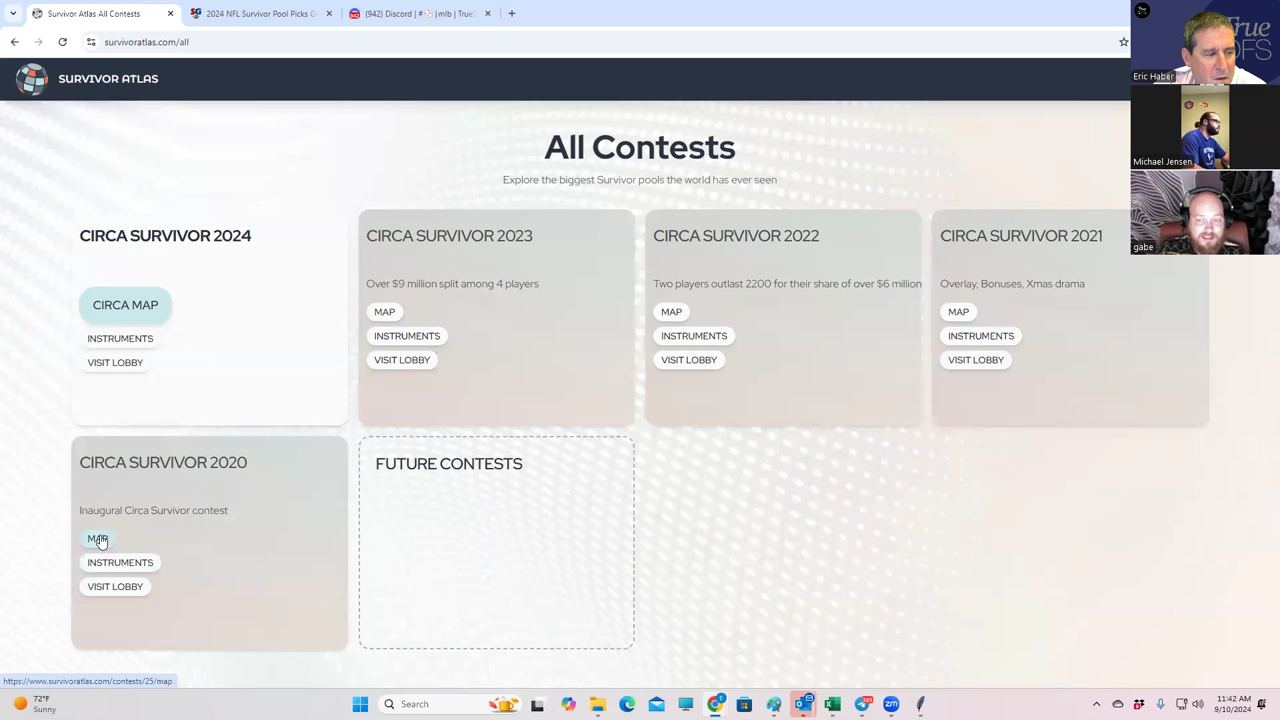 Survivor Atlas All Contests
2024 NFL Survivor Pool Picks G
(942) Discord | #⚾ |mlb | True
survivoratlas.com/all
True
DFS
SURVIVOR ATLAS
Eric Haber
Michael Jensen
gabe
All Contests
Explore the biggest Survivor pools the world has ever seen
CIRCA SURVIVOR 2024
CIRCA MAP
INSTRUMENTS
VISIT LOBBY
CIRCA SURVIVOR 2023
Over $9 million split among 4 players
MAP
INSTRUMENTS
VISIT LOBBY
CIRCA SURVIVOR 2022
Two players outlast 2200 for their share of over $6 million
MAP
INSTRUMENTS
VISIT LOBBY
CIRCA SURVIVOR 2021
Overlay, Bonuses, Xmas drama
MAP
INSTRUMENTS
VISIT LOBBY
CIRCA SURVIVOR 2020
Inaugural Circa Survivor contest
MAP
INSTRUMENTS
VISIT LOBBY
FUTURE CONTESTS
https://www.survivoratlas.com/contests/25/map
72°F
Sunny
Search
11:42 AM
9/10/2024